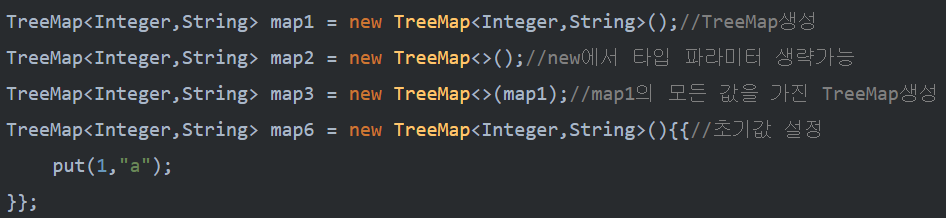 TreeMap<Integer,String> map1 = new TreeMap<Integer,String>();//TreeMap생성
TreeMap<Integer,String> map2 = new TreeMap<>();//new에서 타입 파라미터 생략가능
TreeMap<Integer,String> map3 = new TreeMap<>(map1);//map1의 모든 값을 가진 TreeMap생성
TreeMap<Integer,String> map6 = new TreeMap<Integer,String>(){{//초기값 설정
    put(1,"a");
}};